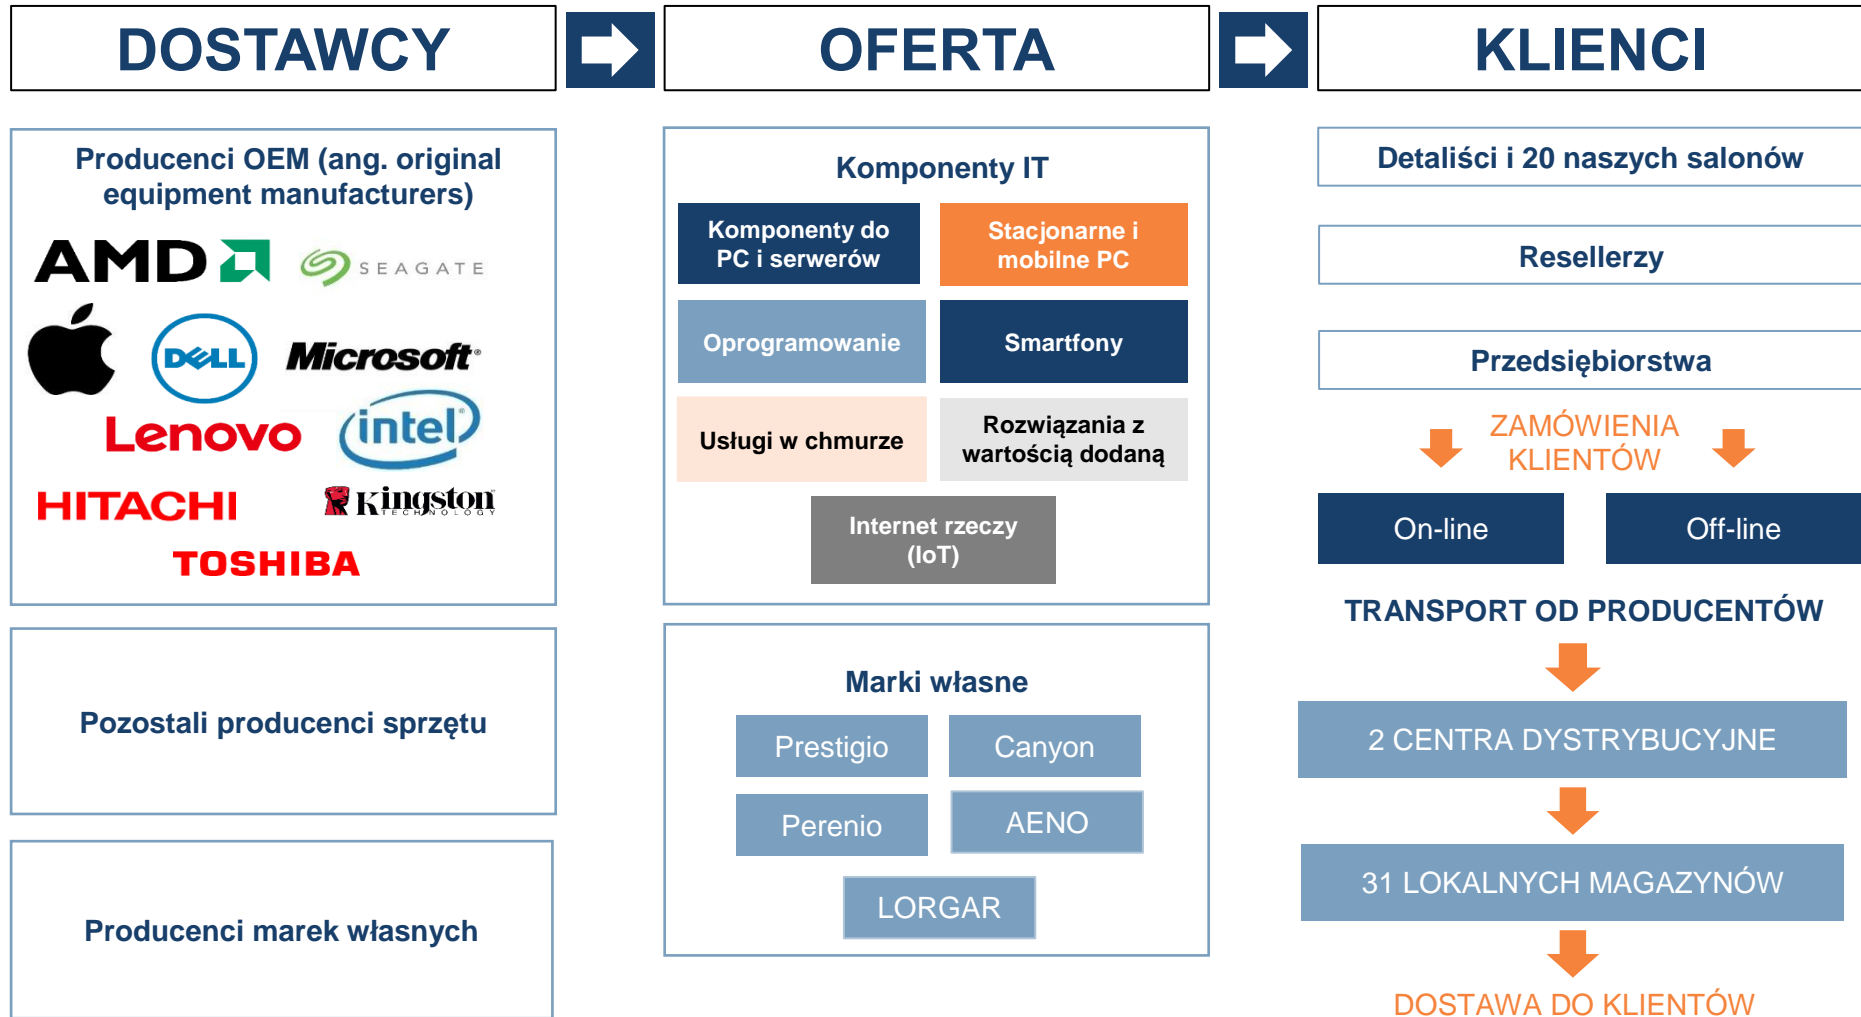 DOSTAWCY
OFERTA
KLIENCI
Producenci OEM (ang. original
equipment manufacturers)
AMD
SEAGATE
DELL
Microsoft
Lenovo
intel
HITACHI
Kingston
TECHNOLOGY
TOSHIBA
Pozostali producenci sprzętu
Producenci marek własnych
Komponenty IT
Komponenty do
PC i serwerów
Stacjonarne i
mobilne PC
Oprogramowanie
Smartfony
Usługi w chmurze
Rozwiązania z
wartością dodaną
Internet rzeczy
(IoT)
Marki własne
Prestigio
Canyon
Perenio
AENO
LORGAR
Detaliści i 20 naszych salonów
Resellerzy
Przedsiębiorstwa
ZAMÓWIENIA
KLIENTÓW
On-line
Off-line
TRANSPORT OD PRODUCENTÓW
2 CENTRA DYSTRYBUCYJNE
31 LOKALNYCH MAGAZYNÓW
DOSTAWA DO KLIENTÓW